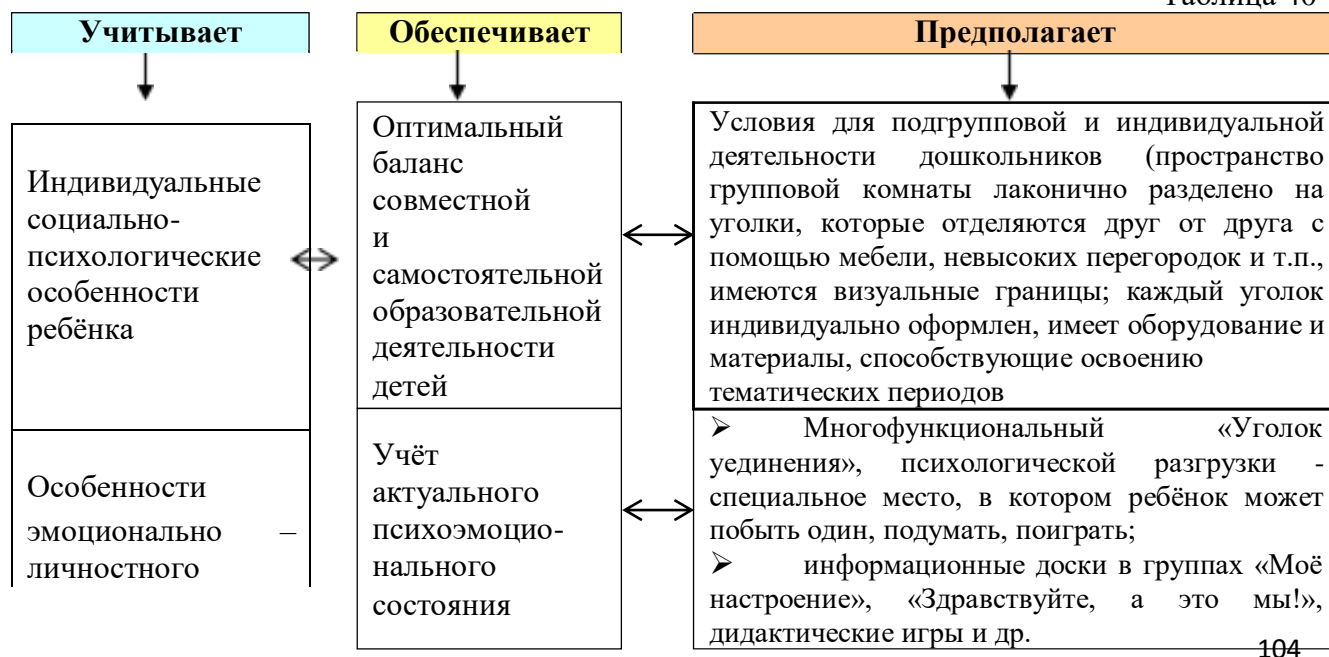 Таблица 40
Учитывает
Обеспечивает
Предполагает
Индивидуальные
социально-
психологические
особенности
ребёнка
Оптимальный
баланс
совместной
и
самостоятельной
образовательной
деятельности
детей
Условия для подгрупповой и индивидуальной
деятельности дошкольников (пространство
групповой комнаты лаконично разделено на
уголки, которые отделяются друг от друга с
помощью мебели, невысоких перегородок и т.п.,
имеются визуальные границы; каждый уголок
индивидуально оформлен, имеет оборудование и
материалы, способствующие освоению
тематических периодов
Особенности
эмоционально –
личностного
Учёт
актуального
психоэмоцио-
нального
состояния
➢ Многофункциональный «Уголок
уединения», психологической разгрузки -
специальное место, в котором ребёнок может
побыть один, подумать, поиграть;
➢ информационные доски в группах «Моё
настроение», «Здравствуйте, а это мы!»,
дидактические игры и др.
104